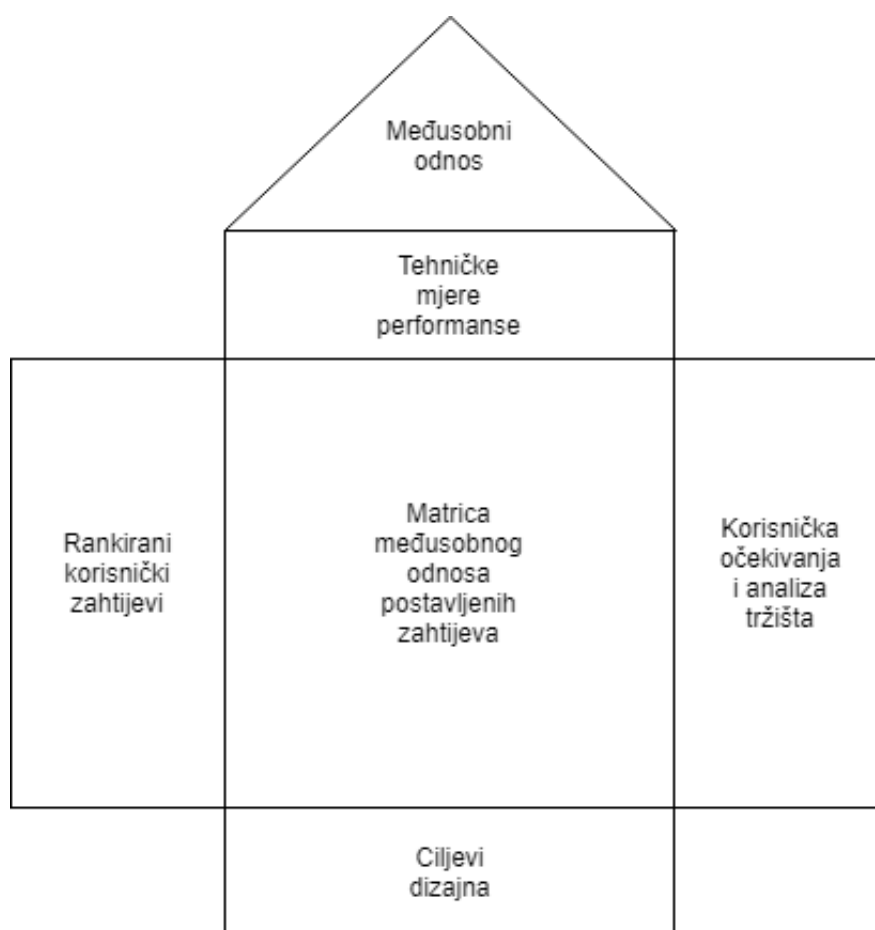 Međusobni
odnos
Tehničke
mjere
performanse
Rankirani
korisnički
zahtijevi
Matrica
međusobnog
odnosa
postavljenih
zahtijeva
Korisnička
očekivanja
i analiza
tržišta
Ciljevi
dizajna